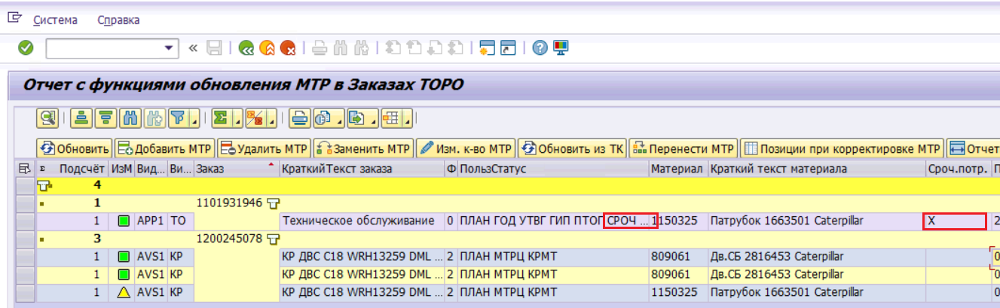 Система Справка
Отчет с функциями обновления МТР в Заказах ТОРО
Обновить Добавить МТР Удалить МТР Заменить МТР Изм. к-во МТР Обновить из ТК Перенести МТР Позиции при корректировке МТР Отчет
Подсчёт ИзМ Вид... Ви... Заказ КраткийТекст заказа Ф ПользСтатус Материал Краткий текст материала Сроч.потр. П
4
1 1101931946
1 APP1 ТО Техническое обслуживание 0 ПЛАН ГОД УТВГ ГИП ПТОГ СРОЧ ... 1150325 Патрубок 1663501 Caterpillar X 2
3 1200245078
1 AVS1 КР КР ДВС C18 WRH13259 DML ... 2 ПЛАН МТРЦ КРМТ 809061 Дв.СБ 2816453 Caterpillar 0
1 AVS1 КР КР ДВС C18 WRH13259 DML ... 2 ПЛАН МТРЦ КРМТ 809061 Дв.СБ 2816453 Caterpillar 0
1 AVS1 КР КР ДВС C18 WRH13259 DML ... 2 ПЛАН МТРЦ КРМТ 1150325 Патрубок 1663501 Caterpillar 0